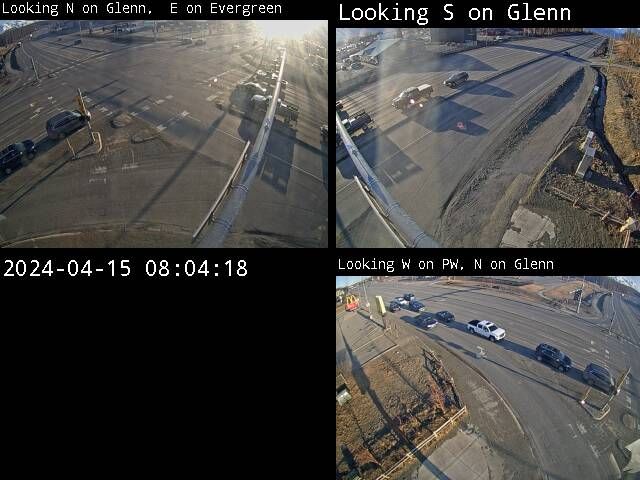 Looking N on Glenn,  E on Evergreen
Looking S on Glenn
2024-04-15 08:04:18
Looking W on PW, N on Glenn